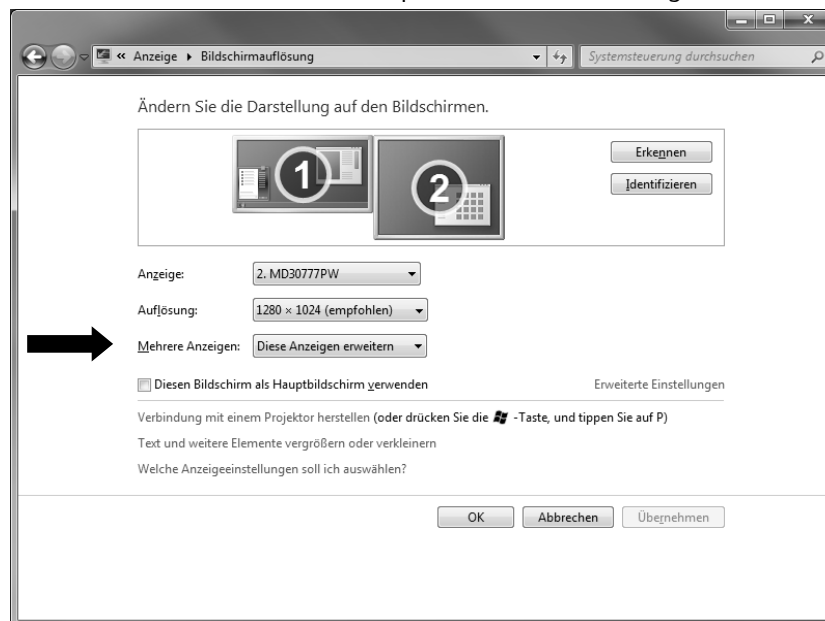 « Anzeige ▸ Bildschirmauflösung
Systemsteuerung durchsuchen
Ändern Sie die Darstellung auf den Bildschirmen.
1
2
Erkennen
Identifizieren
Anzeige: 2. MD30777PW
Auflösung: 1280 × 1024 (empfohlen)
Mehrere Anzeigen: Diese Anzeigen erweitern
Diesen Bildschirm als Hauptbildschirm verwenden
Erweiterte Einstellungen
Verbindung mit einem Projektor herstellen (oder drücken Sie die -Taste, und tippen Sie auf P)
Text und weitere Elemente vergrößern oder verkleinern
Welche Anzeigeeinstellungen soll ich auswählen?
OK Abbrechen Übernehmen